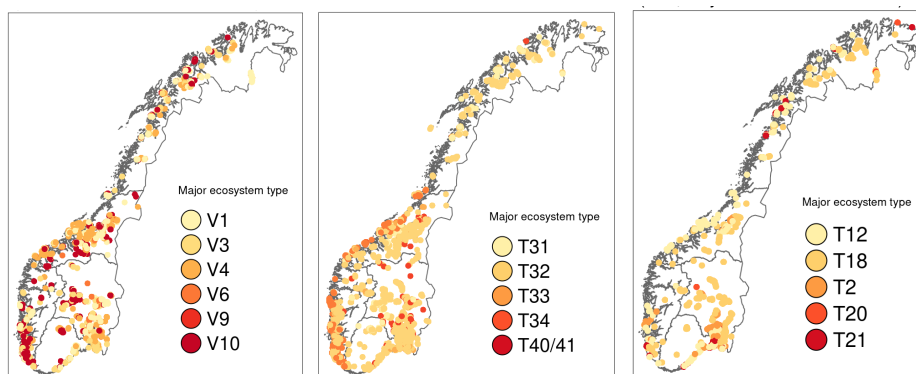 Major ecosystem type
V1
V3
V4
V6
V9
V10
Major ecosystem type
T31
T32
T33
T34
T40/41
Major ecosystem type
T12
T18
T2
T20
T21